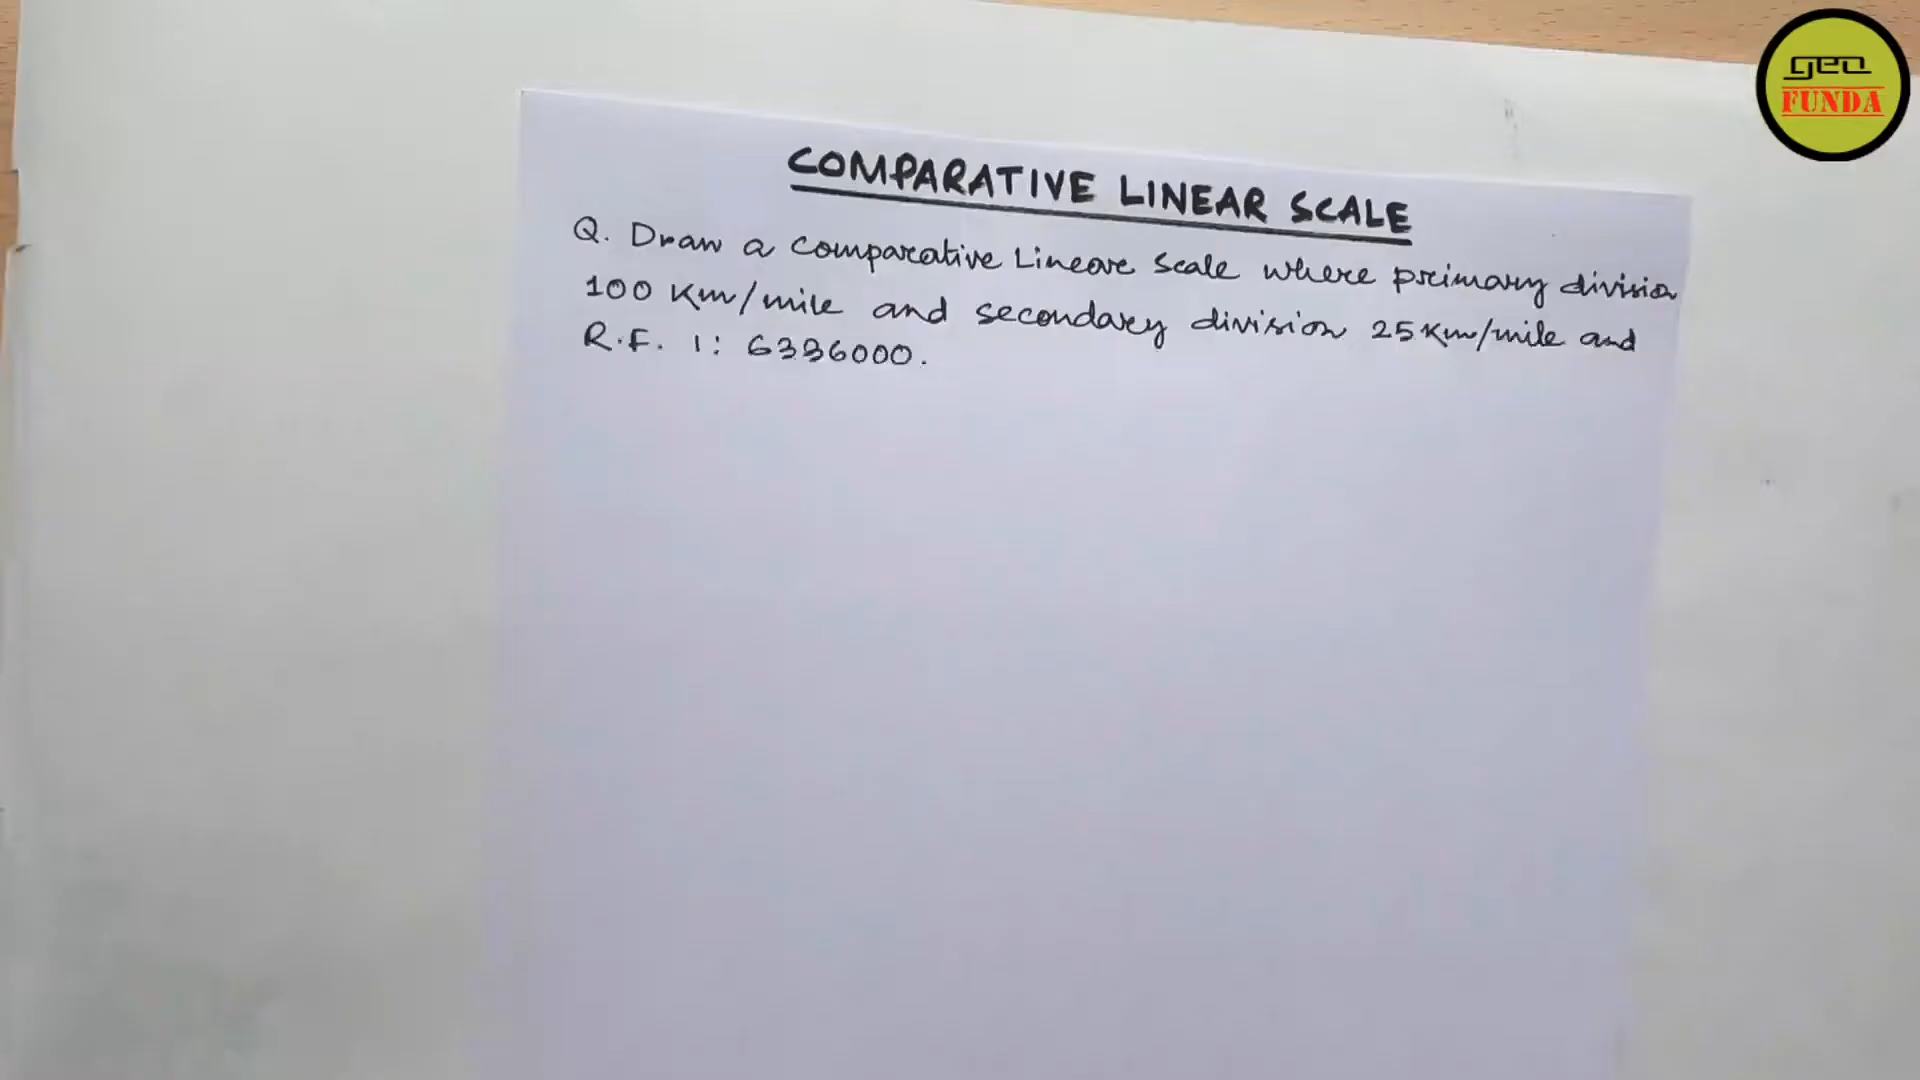 geo
FUNDA
COMPARATIVE LINEAR SCALE
Q. Draw a comparative Linear Scale where primary division
100 Km/mile and secondary division 25 Km/mile and
R.F. 1: 6336000.